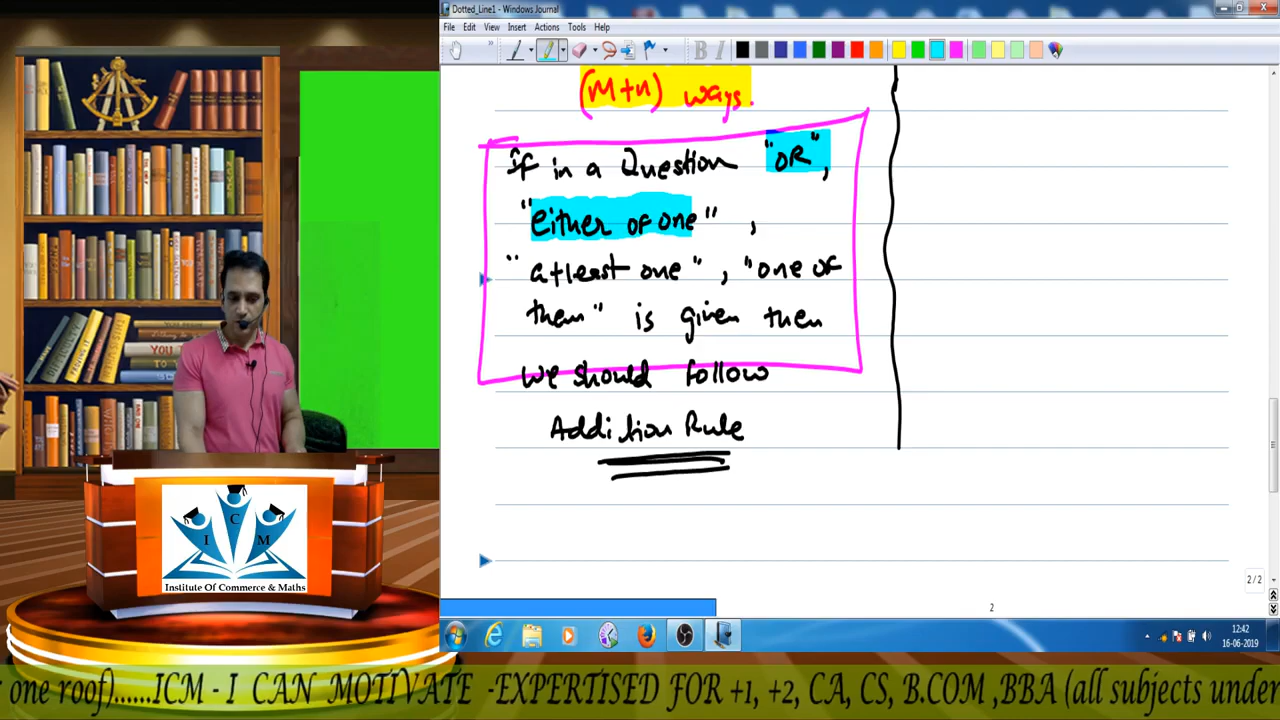 Dotted_Line1 - Windows Journal
File Edit View Insert Actions Tools Help
B I
(M+n) ways.
If in a Question "OR",
"either of one" ,
"atleast one" , "one of
them" is given then
We should follow
Addition Rule
2/2
2
12:42
16-06-2019
I C M
Institute Of Commerce & Maths
one roof)......ICM - I CAN MOTIVATE -EXPERTISED FOR +1, +2, CA, CS, B.COM ,BBA (all subjects under